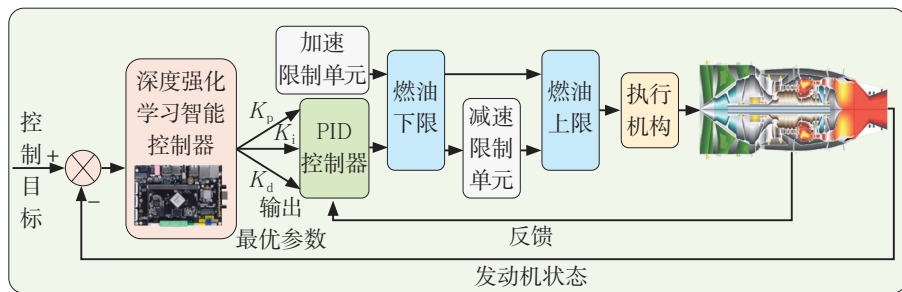 控
制
目
标
+
−
深度强化
学习智能
控制器
Kp
Ki
Kd
输出
最优参数
加速
限制单元
PID
控制器
燃油
下限
减速
限制
单元
燃油
上限
执行
机构
反馈
发动机状态